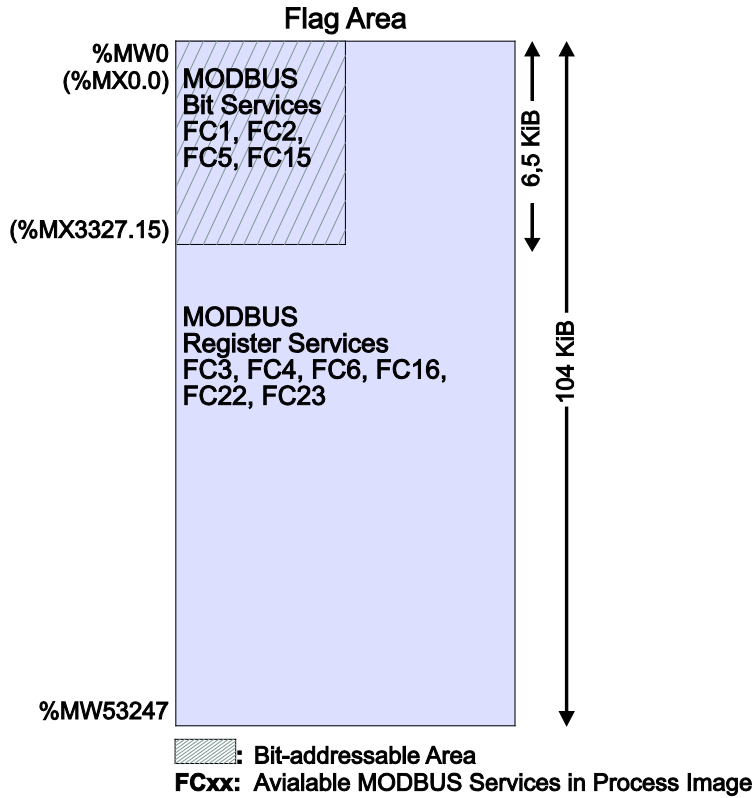 Flag Area
%MW0
(%MX0.0)
MODBUS
Bit Services
FC1, FC2,
FC5, FC15
(%MX3327.15)
6,5 KiB
104 KiB
MODBUS
Register Services
FC3, FC4, FC6, FC16,
FC22, FC23
%MW53247
: Bit-addressable Area
FCxx: Avialable MODBUS Services in Process Image